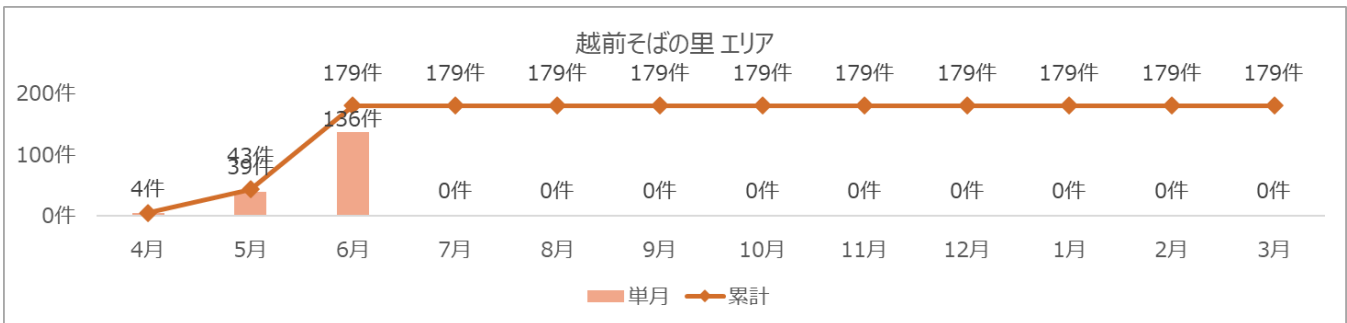 越前そばの里 エリア
179件 179件 179件 179件 179件 179件 179件 179件 179件 179件
200件
136件
100件
43件
39件
4件
0件 0件 0件 0件 0件 0件 0件 0件 0件
0件
4月 5月 6月 7月 8月 9月 10月 11月 12月 1月 2月 3月
単月 累計